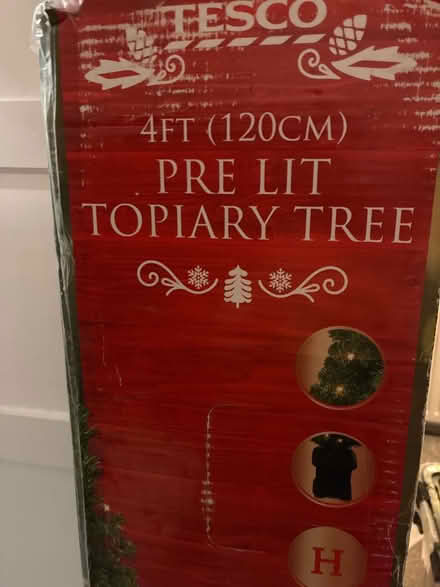 TESCO
4FT (120CM)
PRE LIT
TOPIARY TREE
H